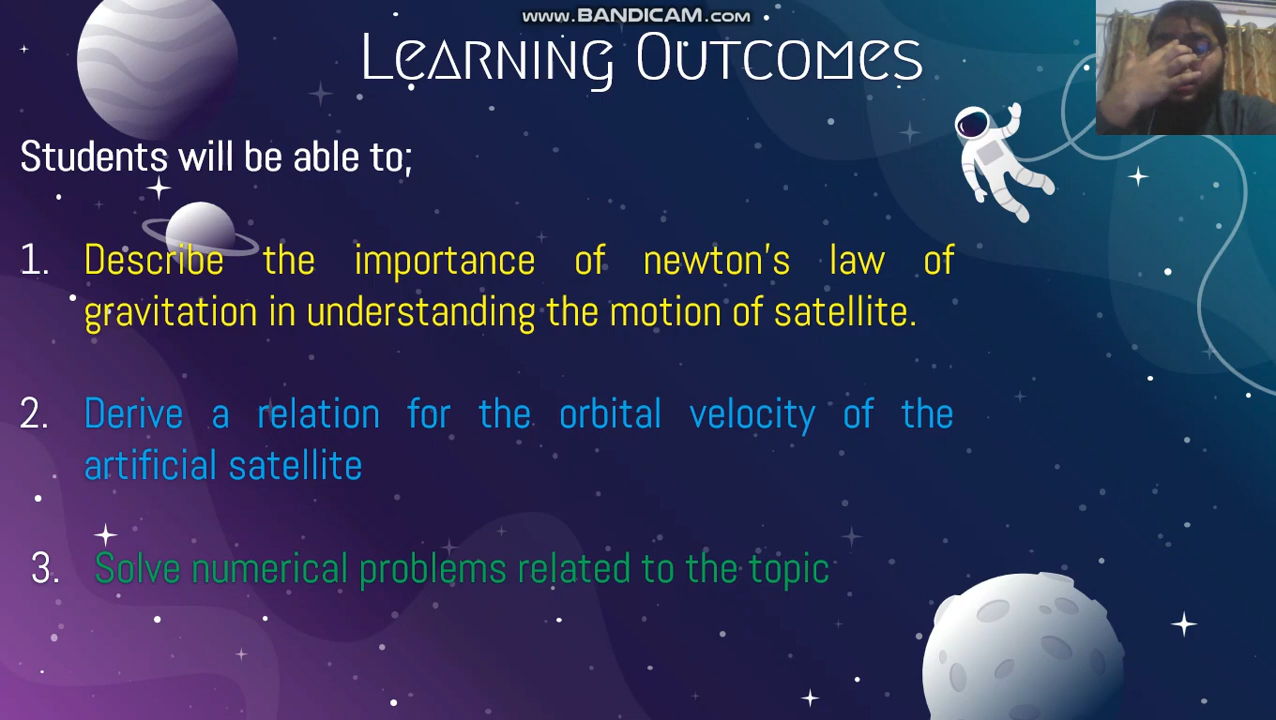 www.BANDICAM.com
Learning Outcomes
Students will be able to;
1. Describe the importance of newton's law of
gravitation in understanding the motion of satellite.
2. Derive a relation for the orbital velocity of the
artificial satellite
3. Solve numerical problems related to the topic